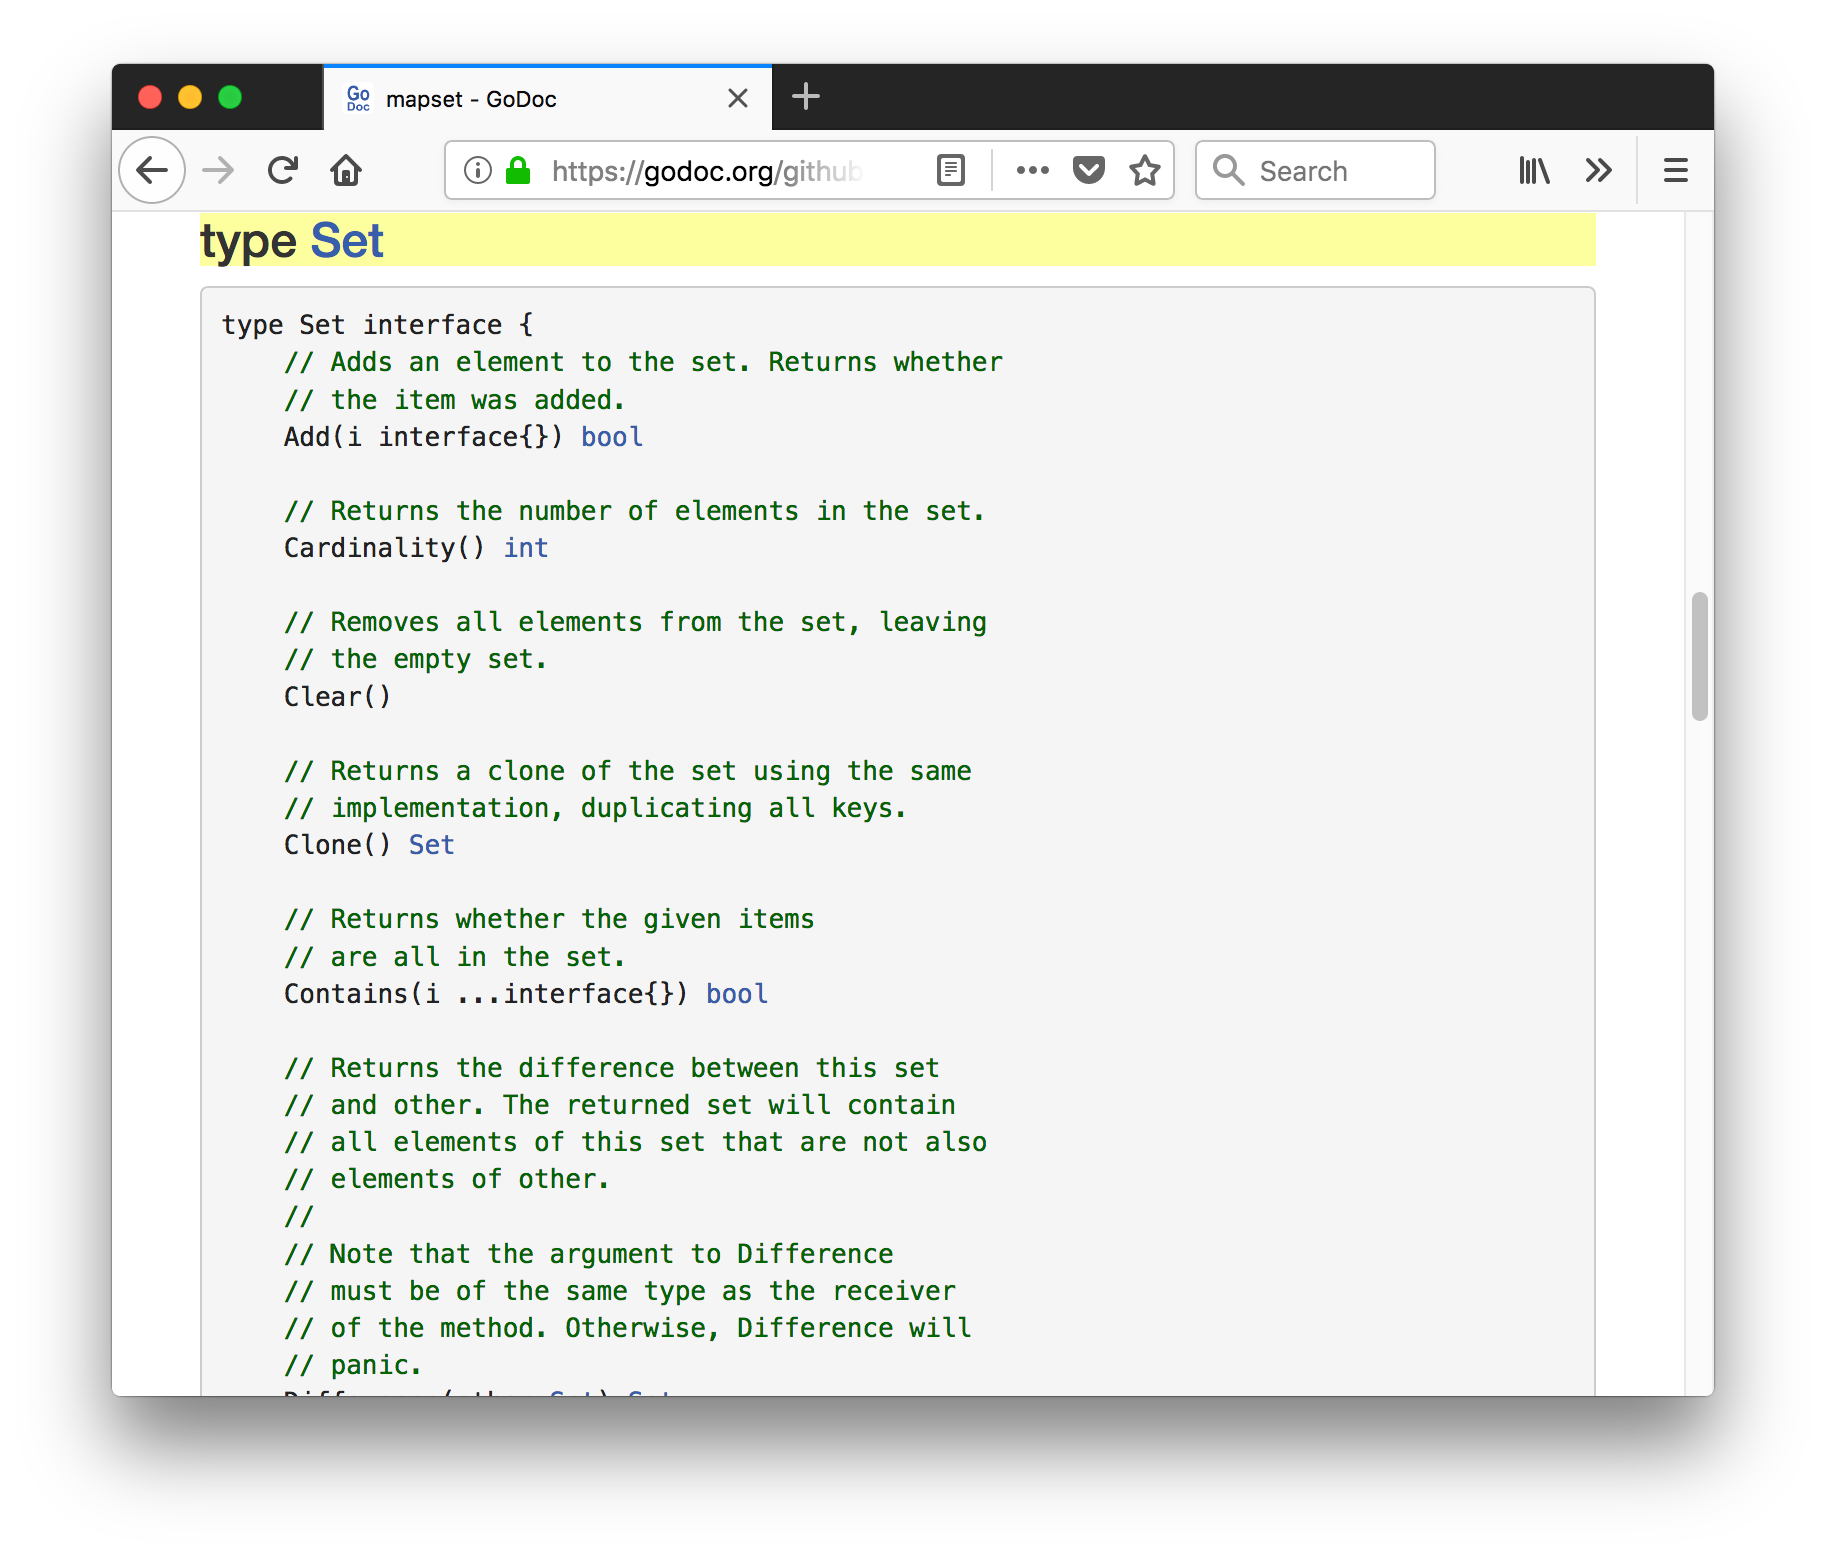 Go
Doc
mapset - GoDoc
https://godoc.org/github
Search
type Set
type Set interface {
    // Adds an element to the set. Returns whether
    // the item was added.
    Add(i interface{}) bool
    // Returns the number of elements in the set.
    Cardinality() int
    // Removes all elements from the set, leaving
    // the empty set.
    Clear()
    // Returns a clone of the set using the same
    // implementation, duplicating all keys.
    Clone() Set
    // Returns whether the given items
    // are all in the set.
    Contains(i ...interface{}) bool
    // Returns the difference between this set
    // and other. The returned set will contain
    // all elements of this set that are not also
    // elements of other.
    //
    // Note that the argument to Difference
    // must be of the same type as the receiver
    // of the method. Otherwise, Difference will
    // panic.
    Difference(other Set) Set